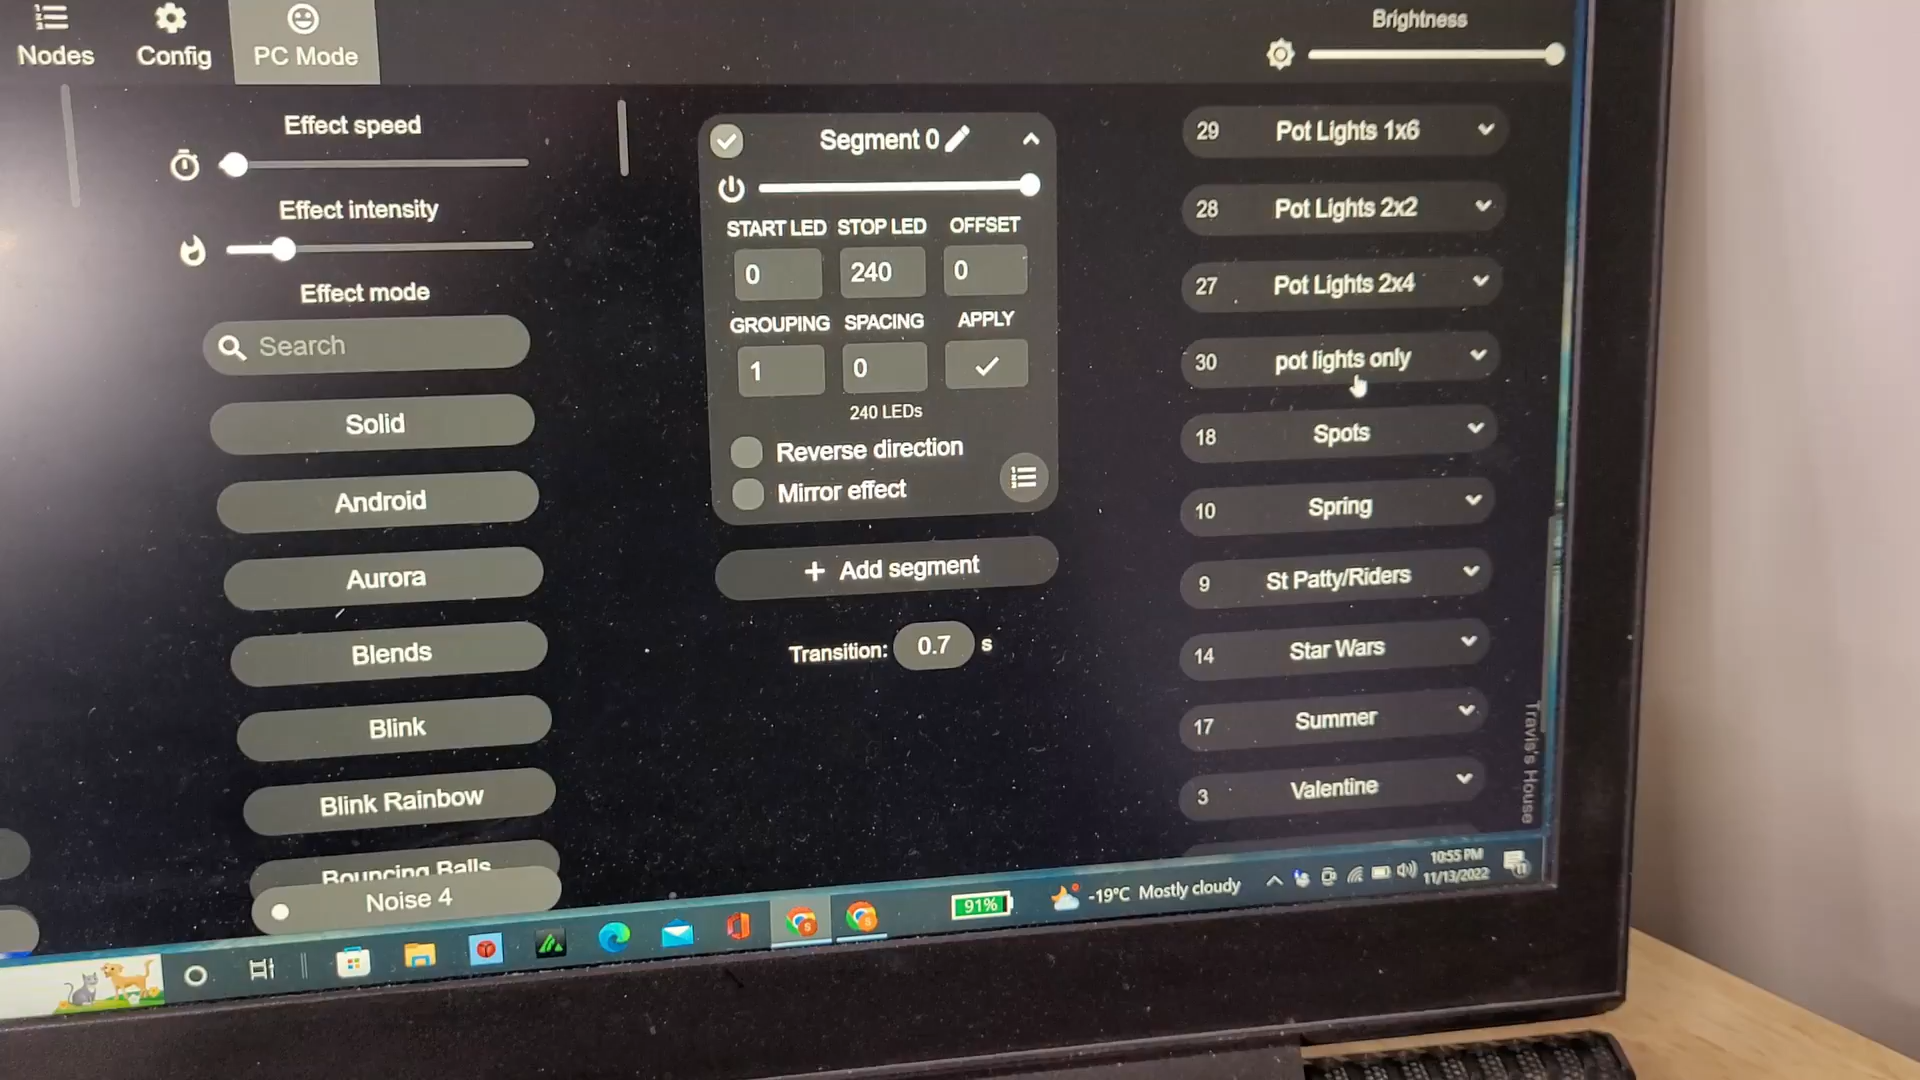 Nodes
Config
PC Mode
Brightness
Effect speed
Effect intensity
Effect mode
Search
Solid
Android
Aurora
Blends
Blink
Blink Rainbow
Bouncing Balls
Noise 4
Segment 0
START LED STOP LED OFFSET
0 240 0
GROUPING SPACING APPLY
1 0
240 LEDs
Reverse direction
Mirror effect
+ Add segment
Transition: 0.7 s
29 Pot Lights 1x6
28 Pot Lights 2x2
27 Pot Lights 2x4
30 pot lights only
18 Spots
10 Spring
9 St Patty/Riders
14 Star Wars
17 Summer
3 Valentine
Travis's House
91%
-19°C Mostly cloudy
10:55 PM
11/13/2022